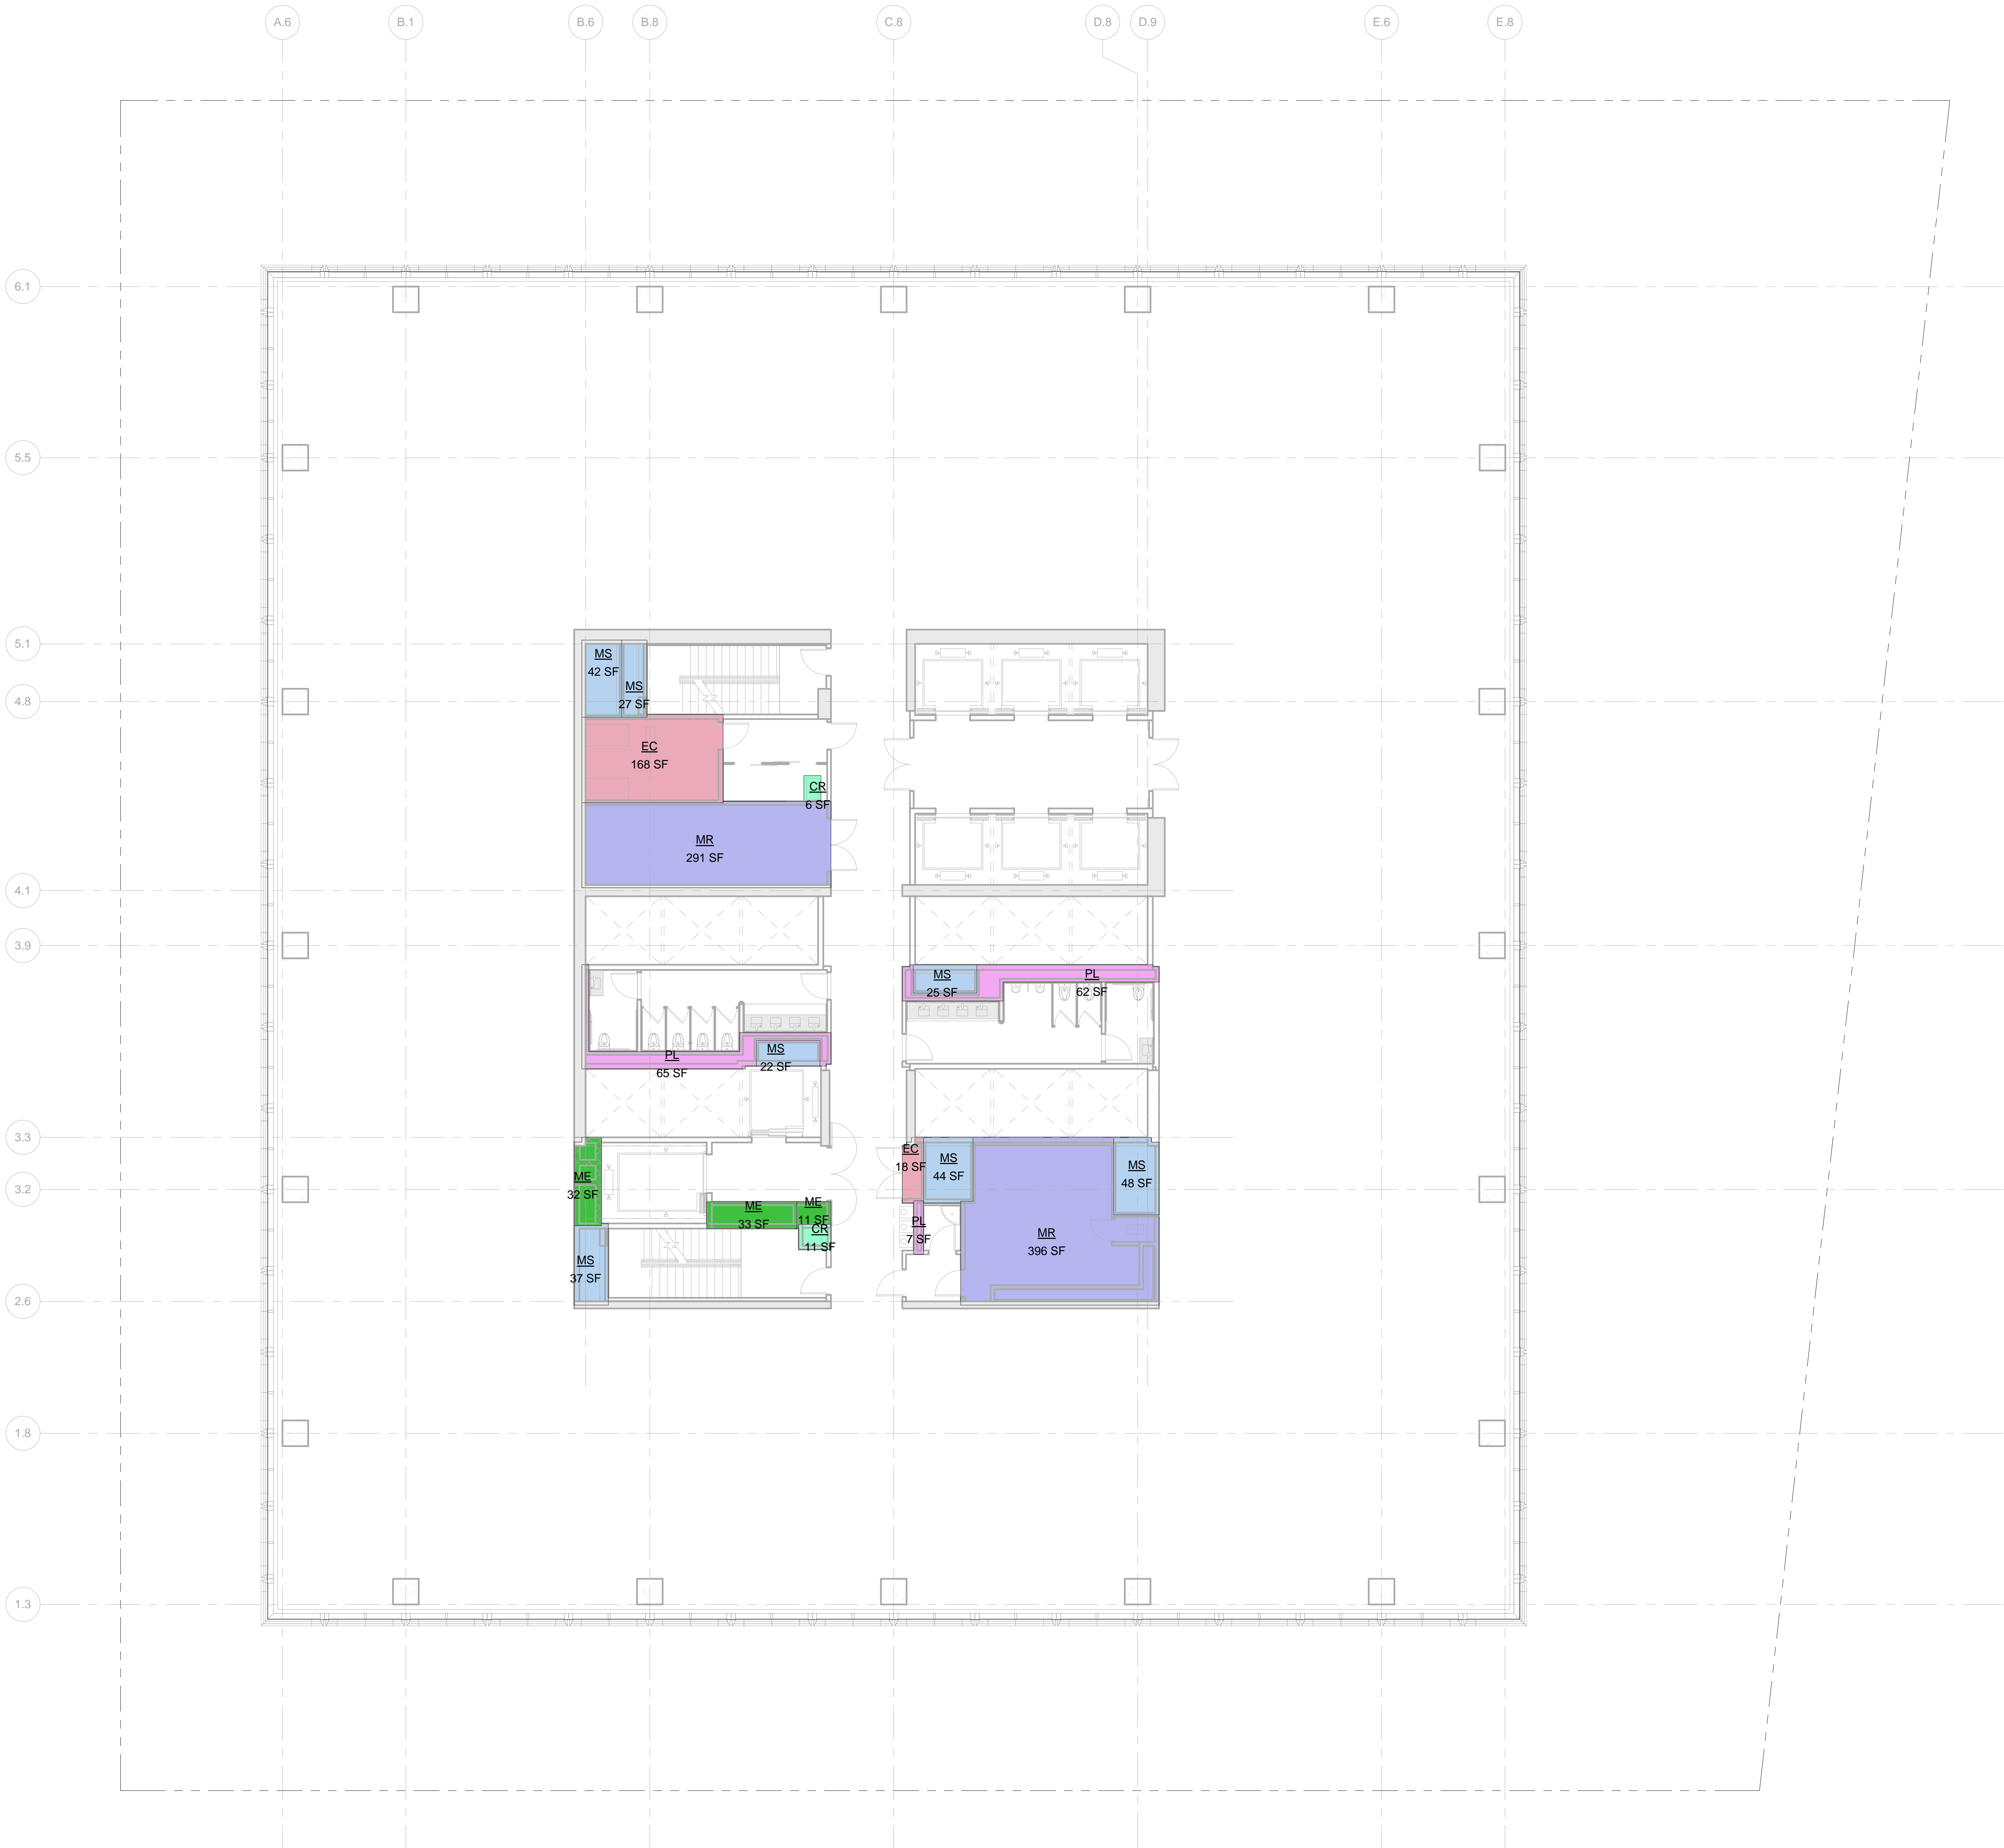 A.6
B.1
B.6
B.8
C.8
D.8
D.9
E.6
E.8
6.1
5.5
5.1
4.8
4.1
3.9
3.3
3.2
2.6
1.8
1.3
MS
42 SF
MS
27 SF
EC
168 SF
CR
6 SF
MR
291 SF
MS
25 SF
PL
62 SF
MS
22 SF
PL
65 SF
EC
18 SF
MS
44 SF
MS
48 SF
ME
32 SF
ME
33 SF
ME
11 SF
CR
11 SF
PL
7 SF
MR
396 SF
MS
37 SF